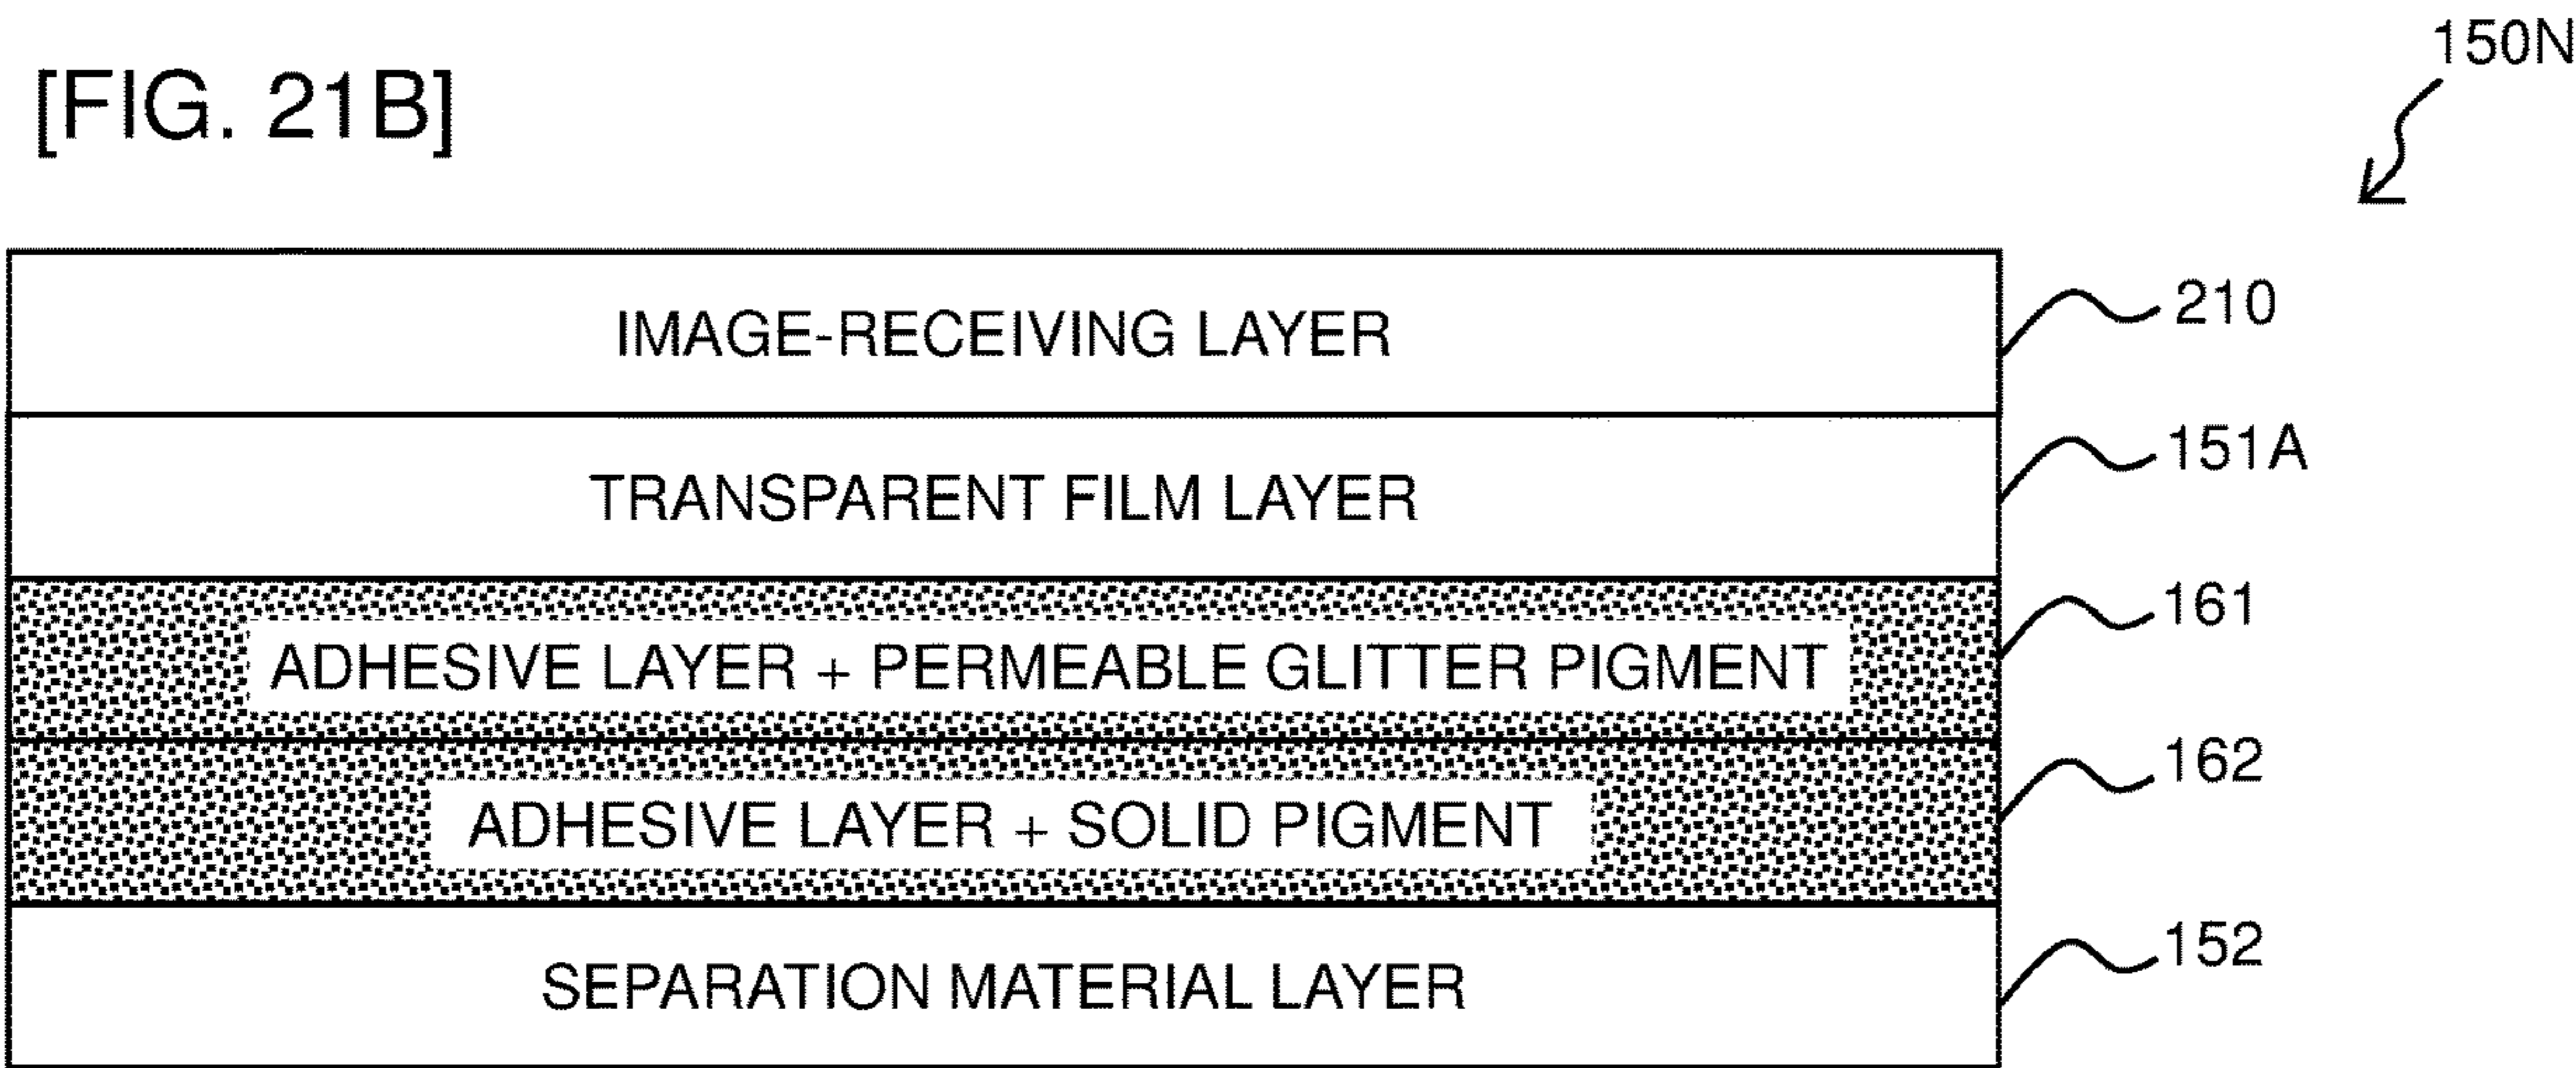 [FIG. 21B]
150N
IMAGE-RECEIVING LAYER
210
TRANSPARENT FILM LAYER
151A
ADHESIVE LAYER + PERMEABLE GLITTER PIGMENT
161
ADHESIVE LAYER + SOLID PIGMENT
162
SEPARATION MATERIAL LAYER
152